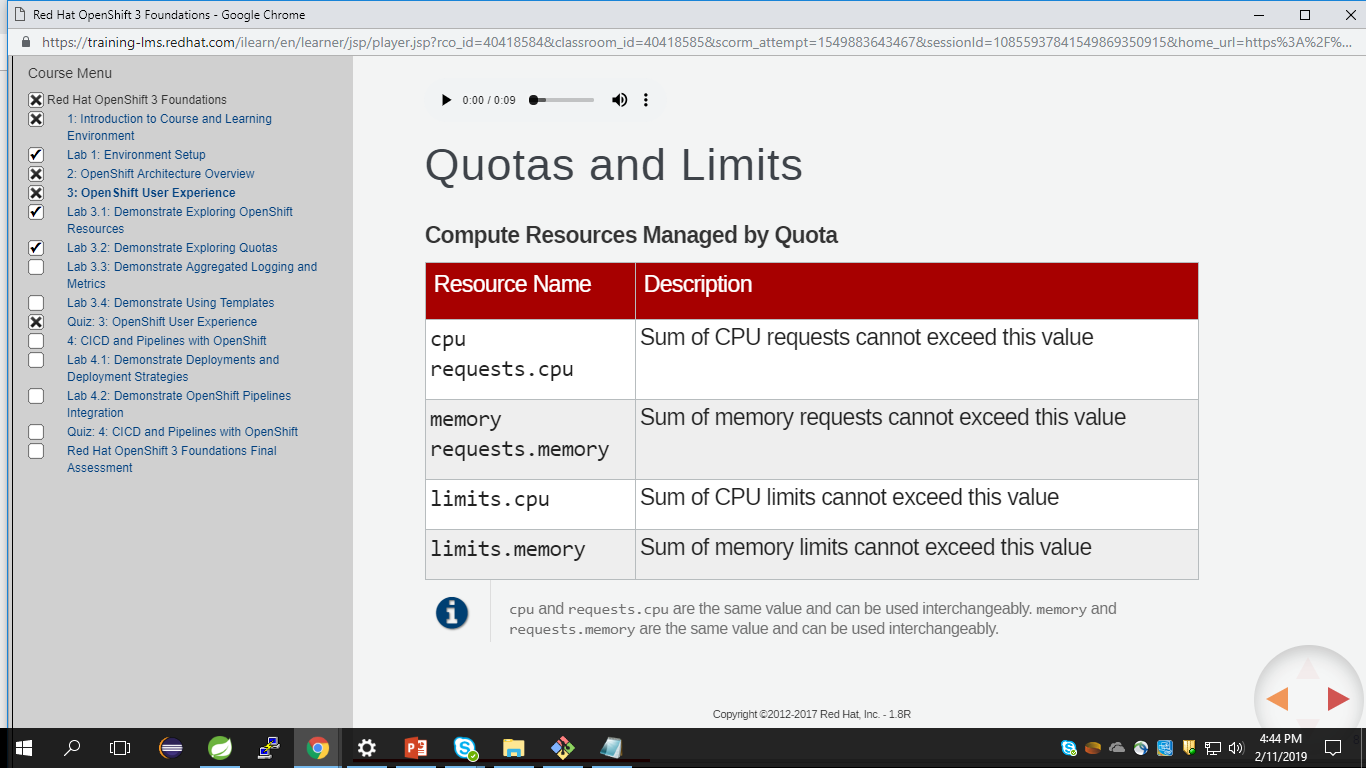 Red Hat OpenShift 3 Foundations - Google Chrome
https://training-lms.redhat.com/ilearn/en/learner/jsp/player.jsp?rco_id=40418584&classroom_id=40418585&scorm_attempt=1549883643467&sessionId=10855937841549869350915&home_url=https%3A%2F%...
Course Menu
Red Hat OpenShift 3 Foundations
1: Introduction to Course and Learning
Environment
Lab 1: Environment Setup
2: OpenShift Architecture Overview
3: OpenShift User Experience
Lab 3.1: Demonstrate Exploring OpenShift
Resources
Lab 3.2: Demonstrate Exploring Quotas
Lab 3.3: Demonstrate Aggregated Logging and
Metrics
Lab 3.4: Demonstrate Using Templates
Quiz: 3: OpenShift User Experience
4: CICD and Pipelines with OpenShift
Lab 4.1: Demonstrate Deployments and
Deployment Strategies
Lab 4.2: Demonstrate OpenShift Pipelines
Integration
Quiz: 4: CICD and Pipelines with OpenShift
Red Hat OpenShift 3 Foundations Final
Assessment
0:00 / 0:09
Quotas and Limits
Compute Resources Managed by Quota
Resource Name Description
cpu Sum of CPU requests cannot exceed this value
requests.cpu
memory Sum of memory requests cannot exceed this value
requests.memory
limits.cpu Sum of CPU limits cannot exceed this value
limits.memory Sum of memory limits cannot exceed this value
cpu and requests.cpu are the same value and can be used interchangeably. memory and
requests.memory are the same value and can be used interchangeably.
Copyright ©2012-2017 Red Hat, Inc. - 1.8R
4:44 PM
2/11/2019